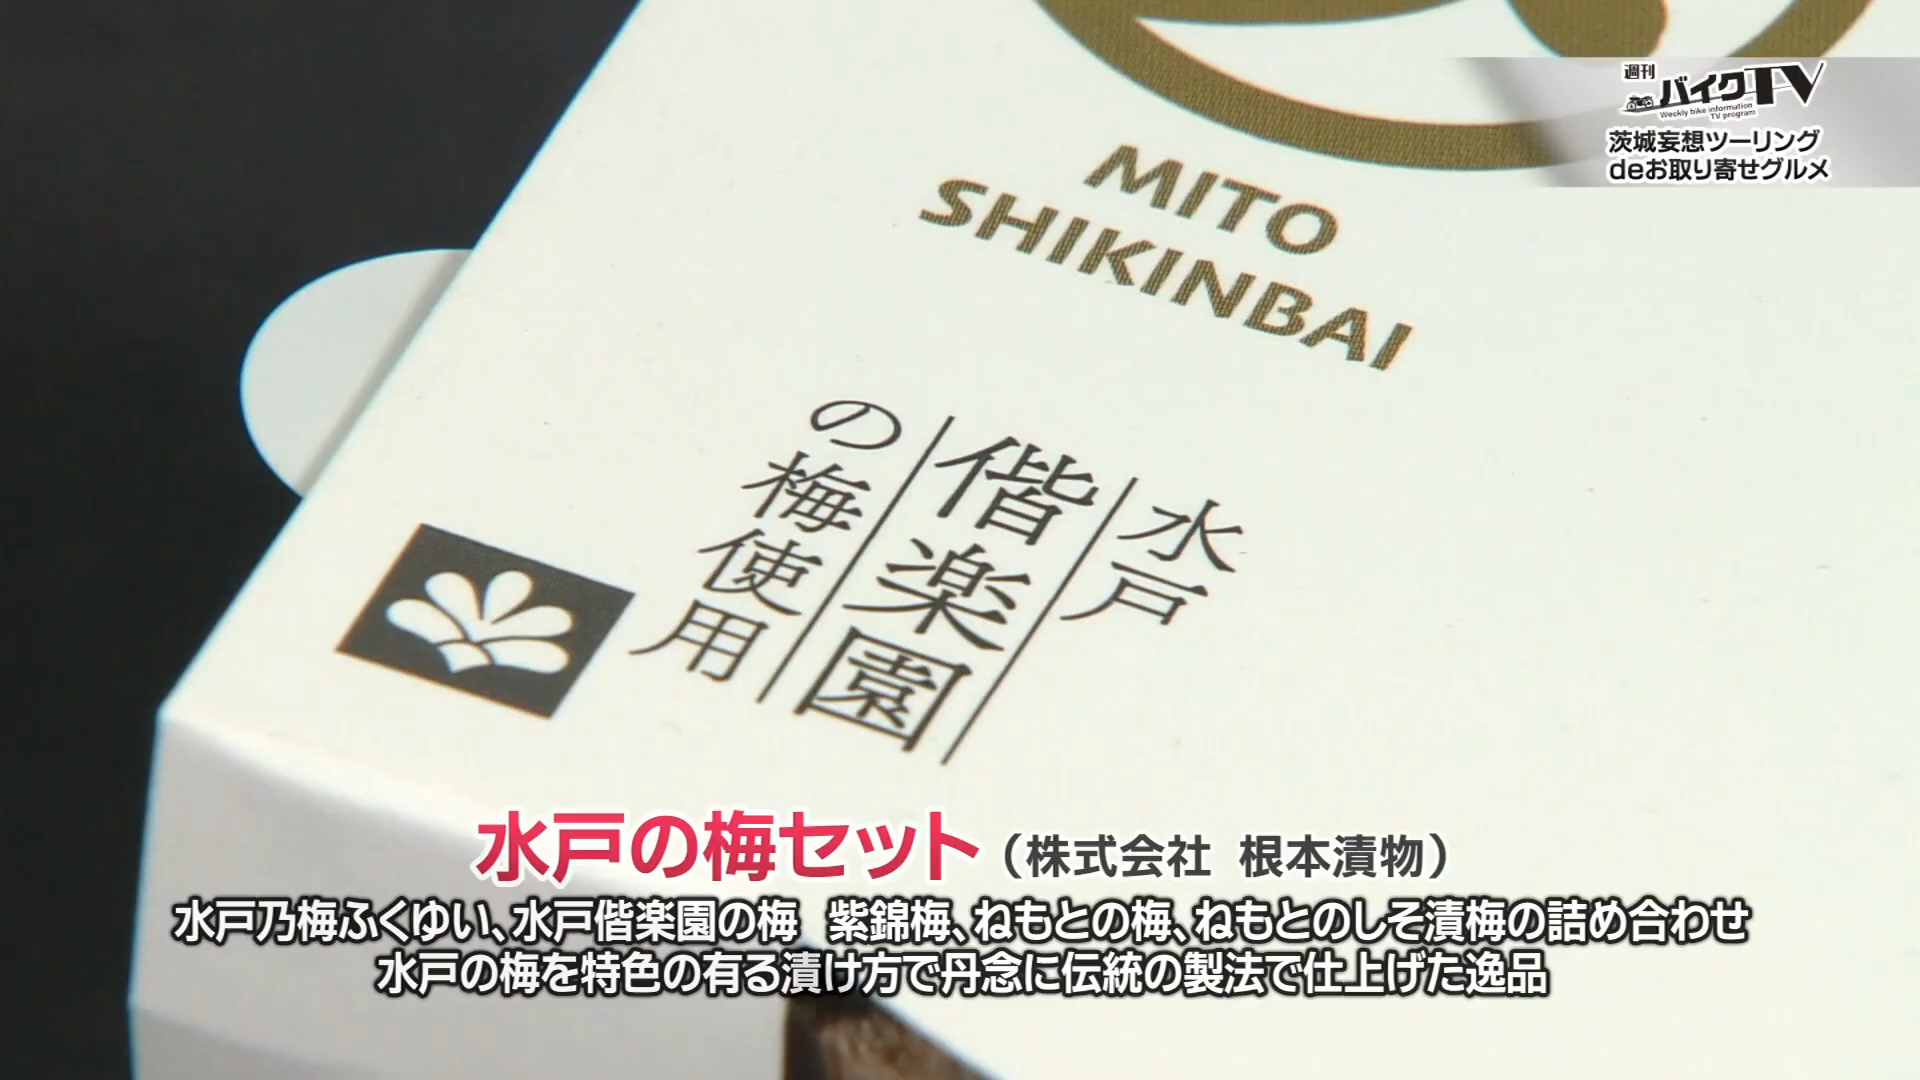 週刊
バイクTV
Weekly bike information
TV program
茨城妄想ツーリング
deお取り寄せグルメ
MITO
SHIKINBAI
水戸
偕楽園
の梅使用
水戸の梅セット（株式会社 根本漬物）
水戸乃梅ふくゆい、水戸偕楽園の梅　紫錦梅、ねもとの梅、ねもとのしそ漬梅の詰め合わせ
水戸の梅を特色の有る漬け方で丹念に伝統の製法で仕上げた逸品